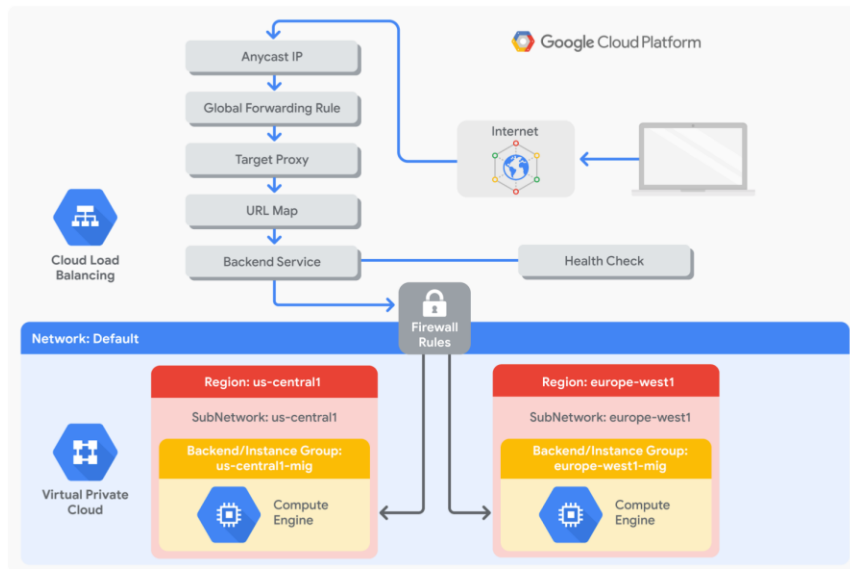 Google Cloud Platform
Anycast IP
Global Forwarding Rule
Target Proxy
URL Map
Backend Service
Internet
Health Check
Cloud Load
Balancing
Firewall
Rules
Network: Default
Region: us-central1
SubNetwork: us-central1
Backend/Instance Group:
us-central1-mig
Compute
Engine
Region: europe-west1
SubNetwork: europe-west1
Backend/Instance Group:
europe-west1-mig
Compute
Engine
Virtual Private
Cloud